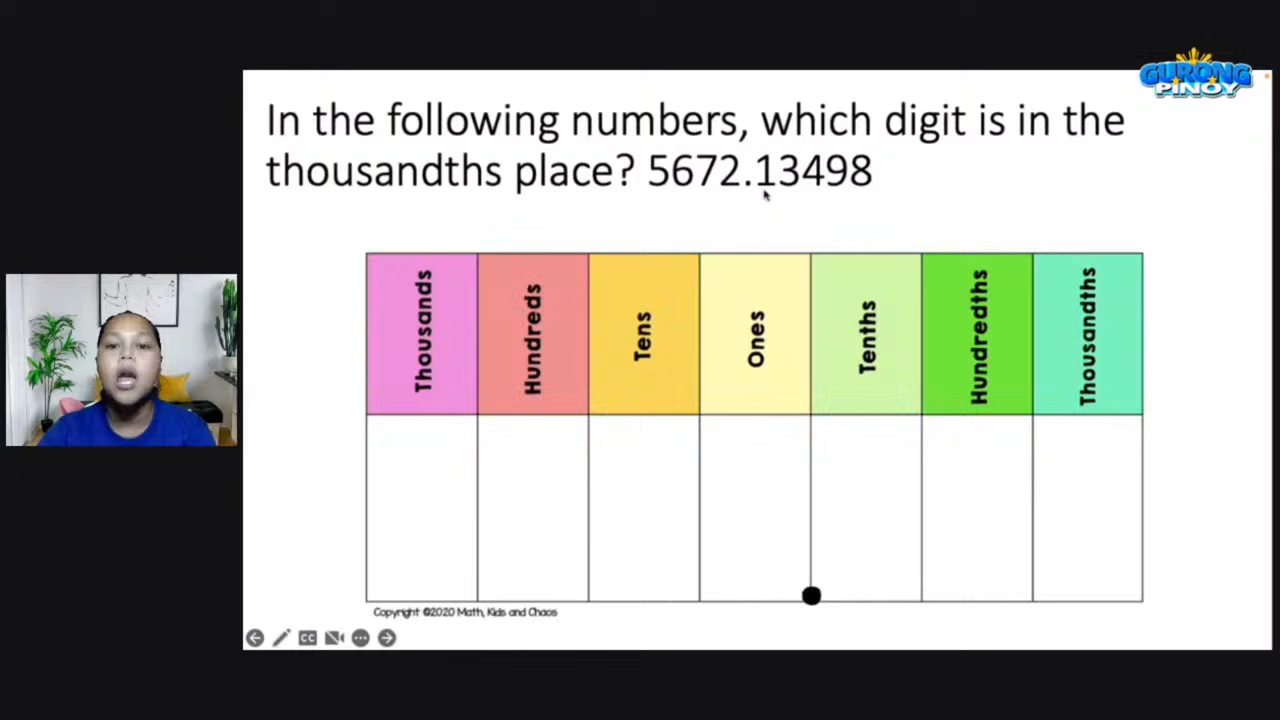 GURONG
PINOY
In the following numbers, which digit is in the
thousandths place? 5672.13498
Thousands
Hundreds
Tens
Ones
Tenths
Hundredths
Thousandths
Copyright ©2020 Math, Kids and Chaos
CC